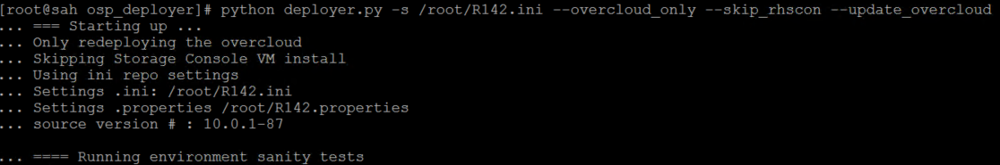 [root@sah osp_deployer]# python deployer.py -s /root/R142.ini --overcloud_only --skip_rhscon --update_overcloud
... === Starting up ...
... Only redeploying the overcloud
... Skipping Storage Console VM install
... Using ini repo settings
... Settings .ini: /root/R142.ini
... Settings .properties /root/R142.properties
... source version # : 10.0.1-87
... ==== Running environment sanity tests